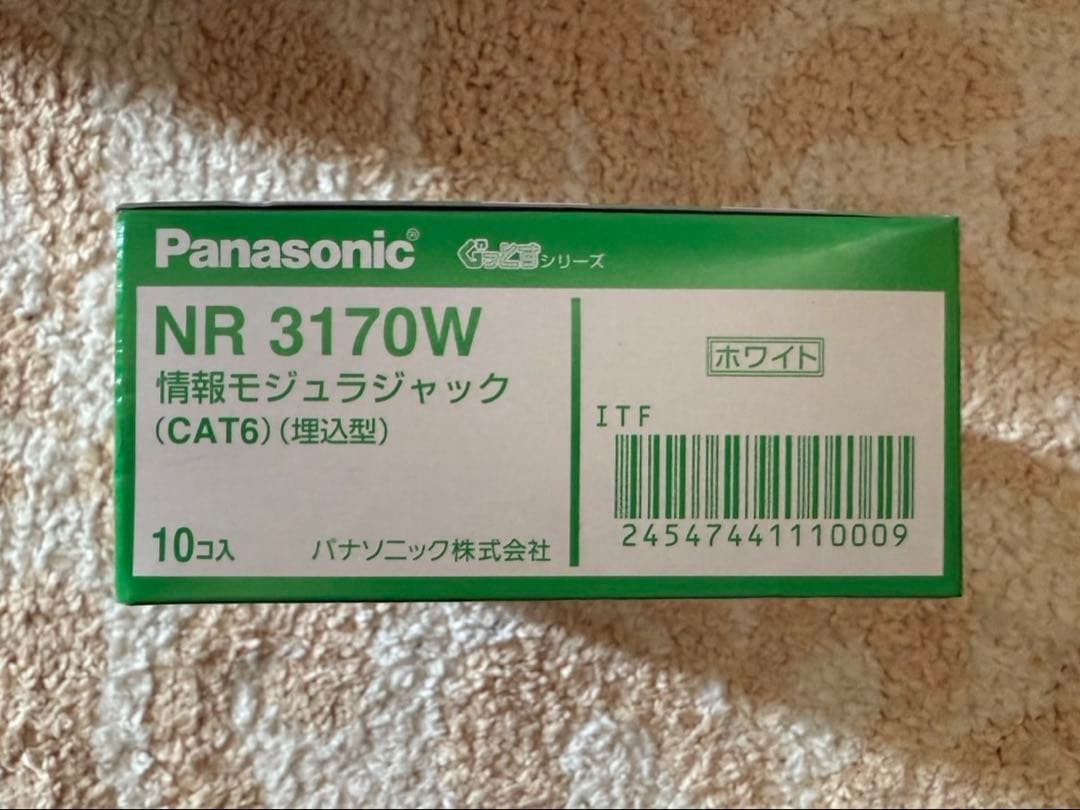 Panasonic® ぐっとすシリーズ
NR 3170W
情報モジュラジャック
(CAT6)(埋込型)
10コ入 パナソニック株式会社
ホワイト
ITF
24547441110009